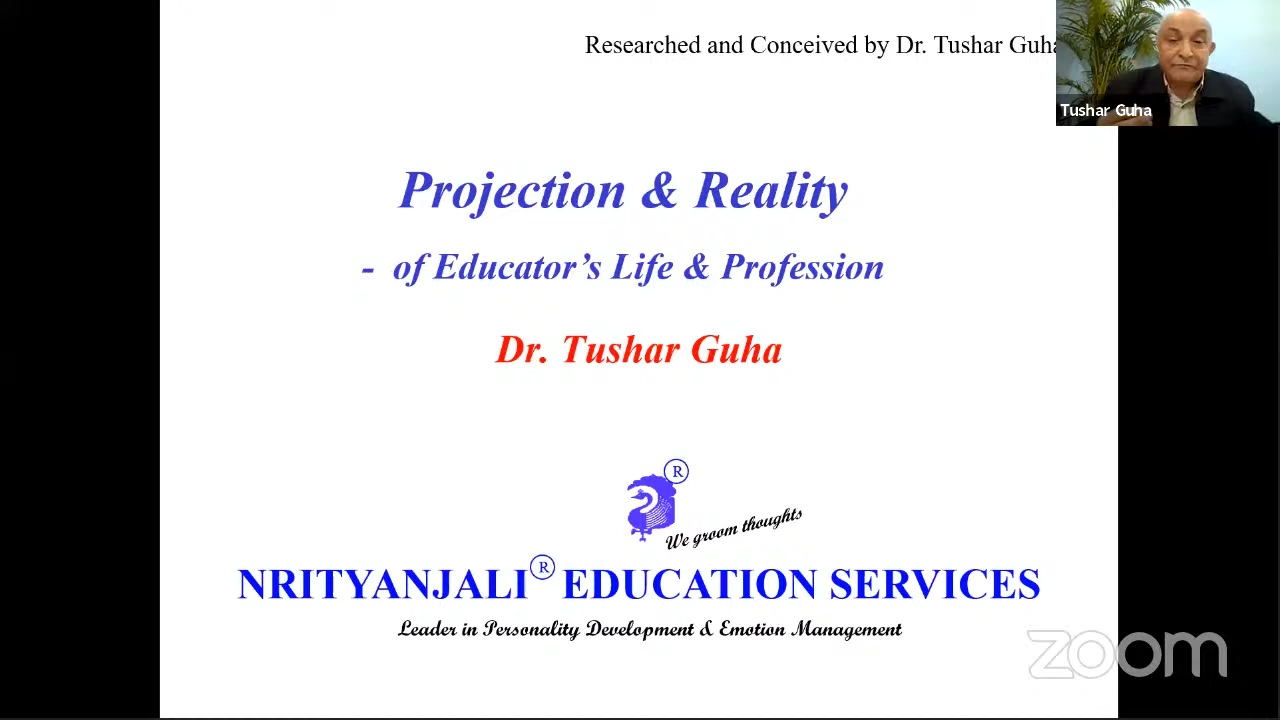 Researched and Conceived by Dr. Tushar Guha
Tushar Guha
Projection & Reality
- of Educator's Life & Profession
Dr. Tushar Guha
®
We groom thoughts
NRITYANJALI® EDUCATION SERVICES
Leader in Personality Development & Emotion Management
zoom